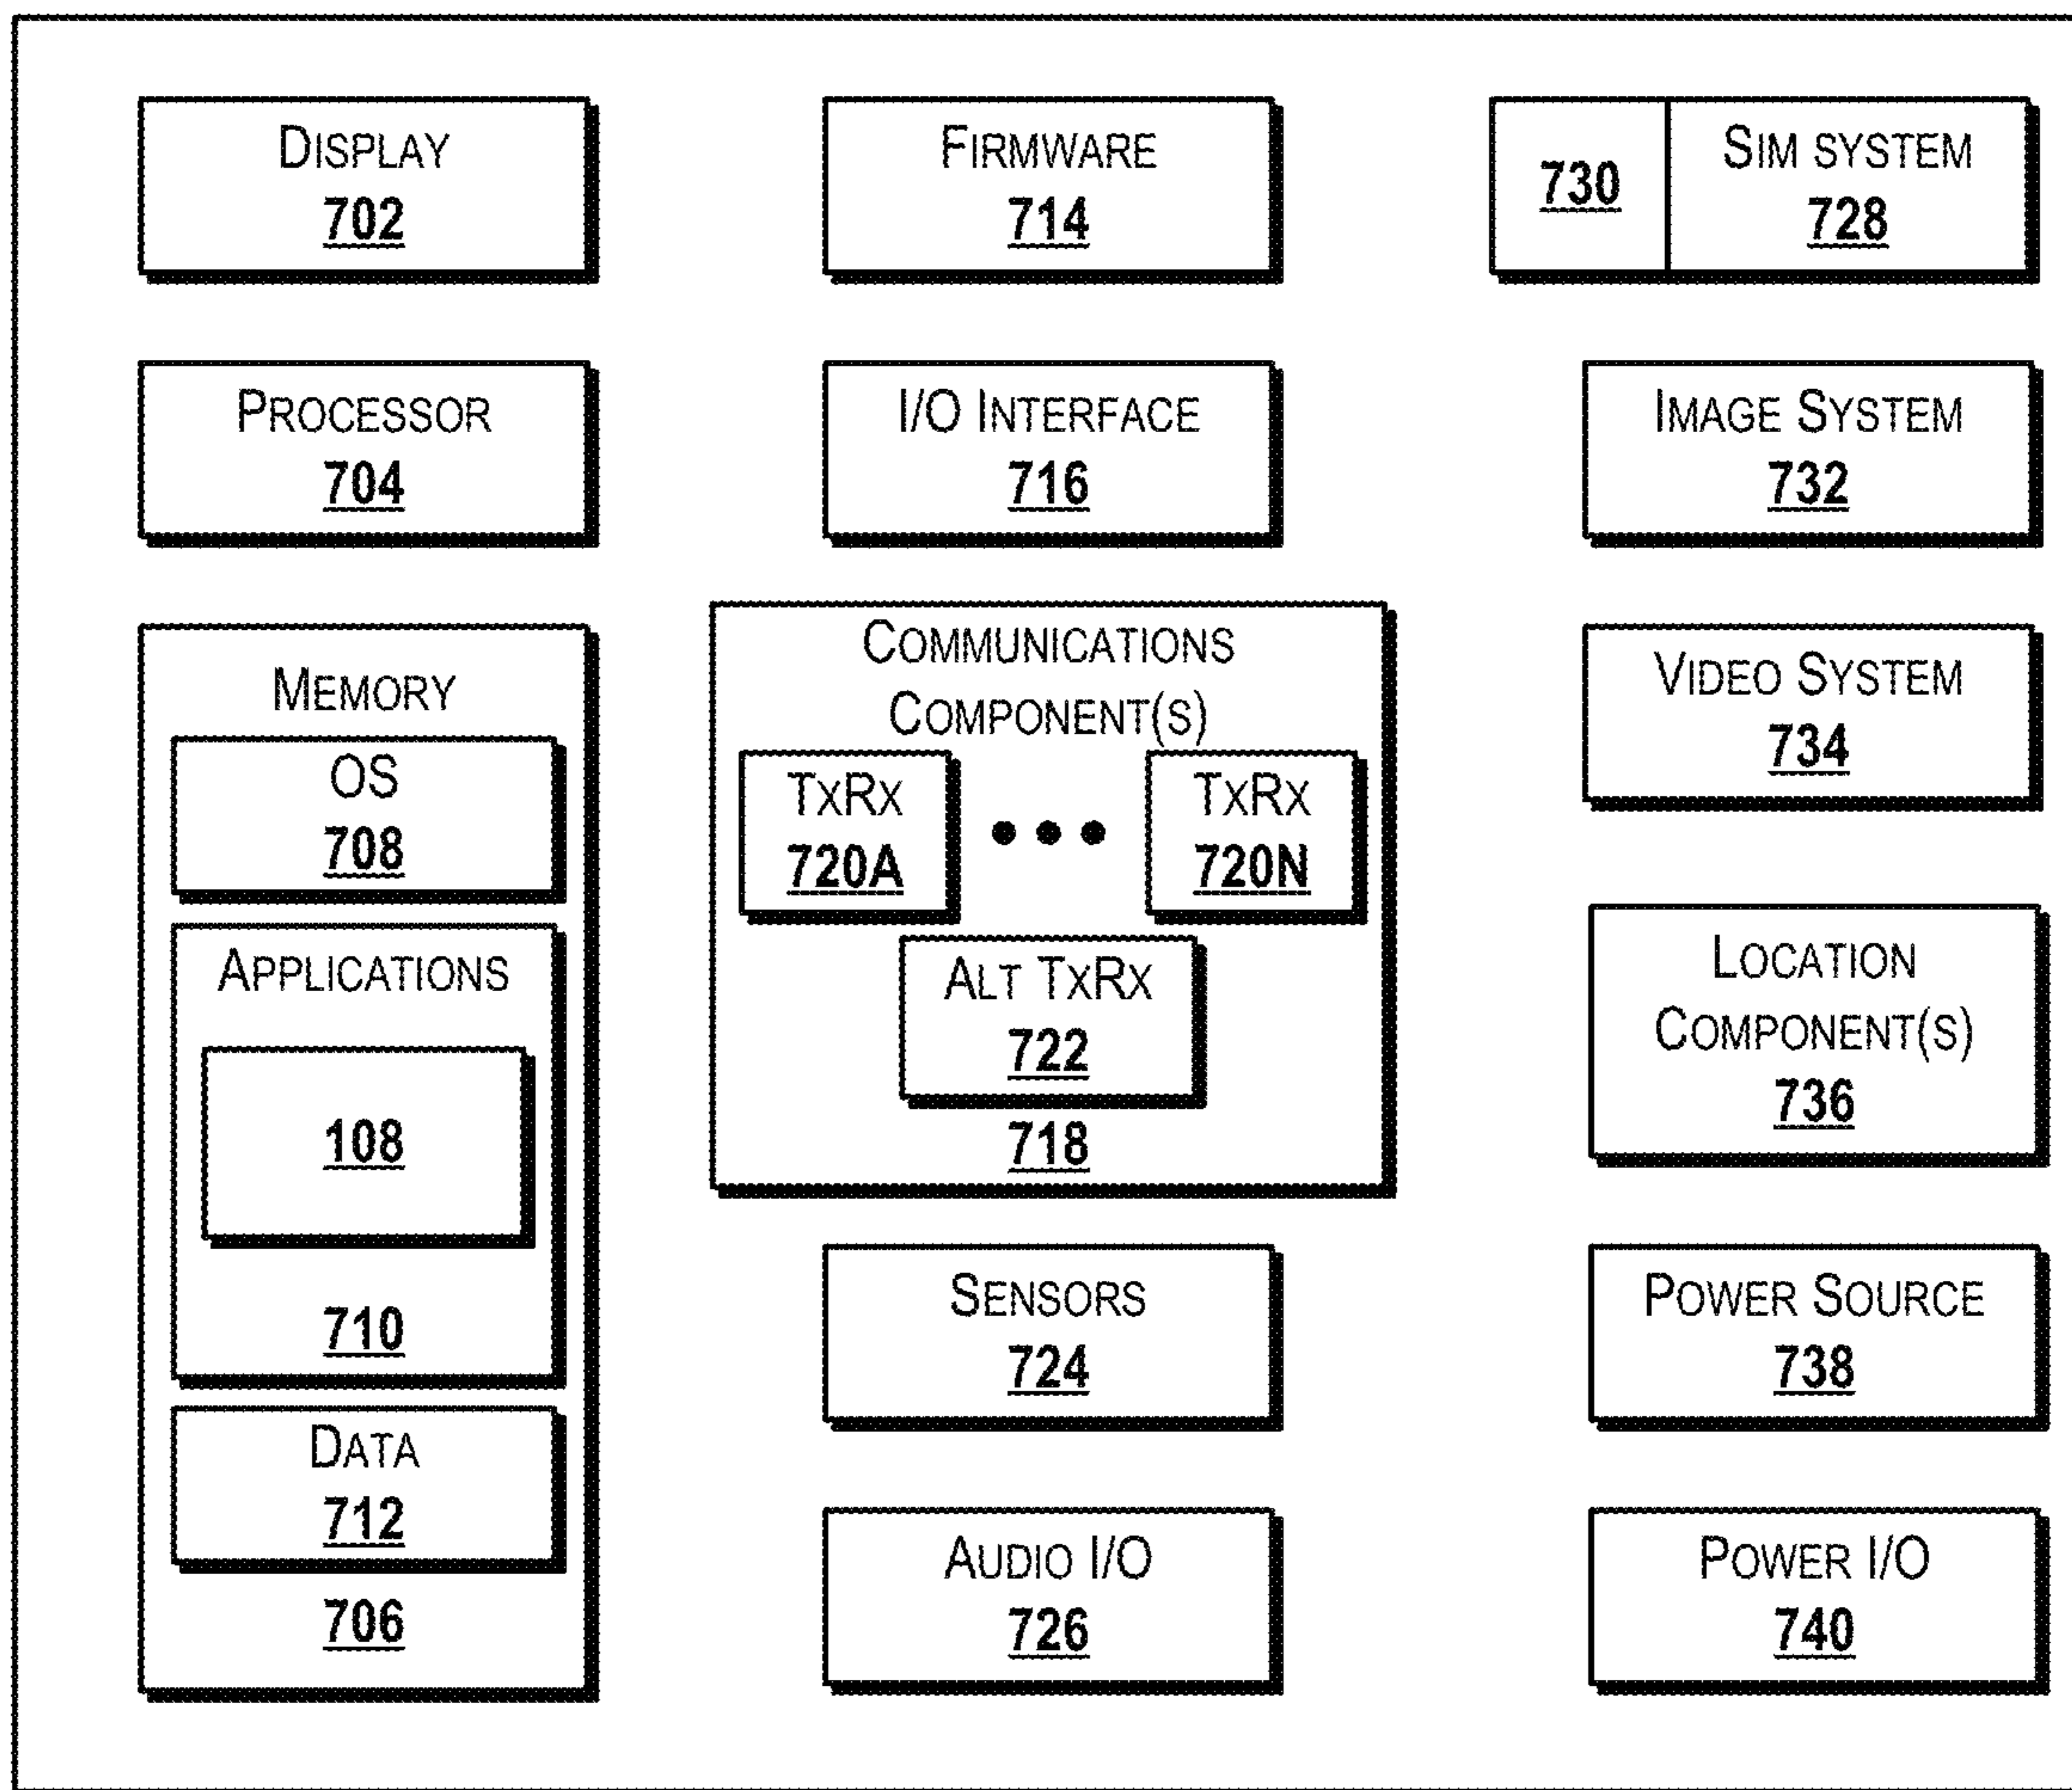 DISPLAY
702
PROCESSOR
704
MEMORY
OS
708
APPLICATIONS
108
710
DATA
712
706
FIRMWARE
714
I/O INTERFACE
716
COMMUNICATIONS
COMPONENT(S)
TXRX
720A
TXRX
720N
ALT TXRX
722
718
SENSORS
724
AUDIO I/O
726
730
SIM SYSTEM
728
IMAGE SYSTEM
732
VIDEO SYSTEM
734
LOCATION
COMPONENT(S)
736
POWER SOURCE
738
POWER I/O
740